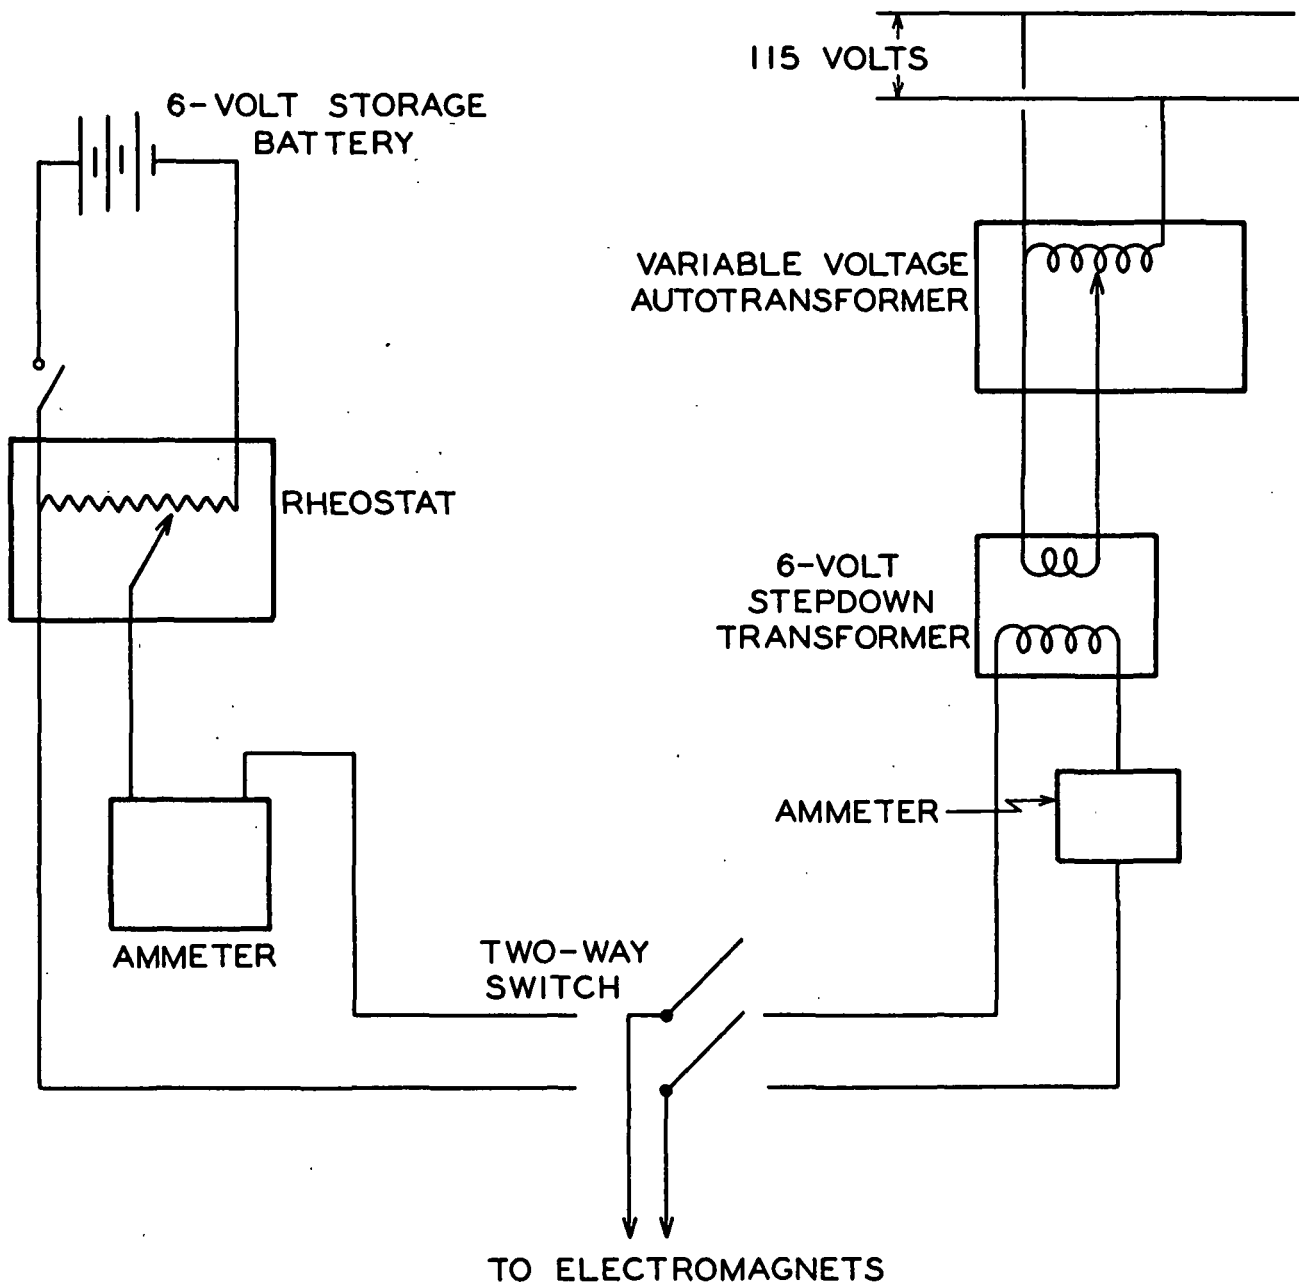 115 VOLTS
6-VOLT STORAGE
BATTERY
VARIABLE VOLTAGE
AUTOTRANSFORMER
RHEOSTAT
6-VOLT
STEPDOWN
TRANSFORMER
AMMETER
AMMETER
TWO-WAY
SWITCH
TO ELECTROMAGNETS